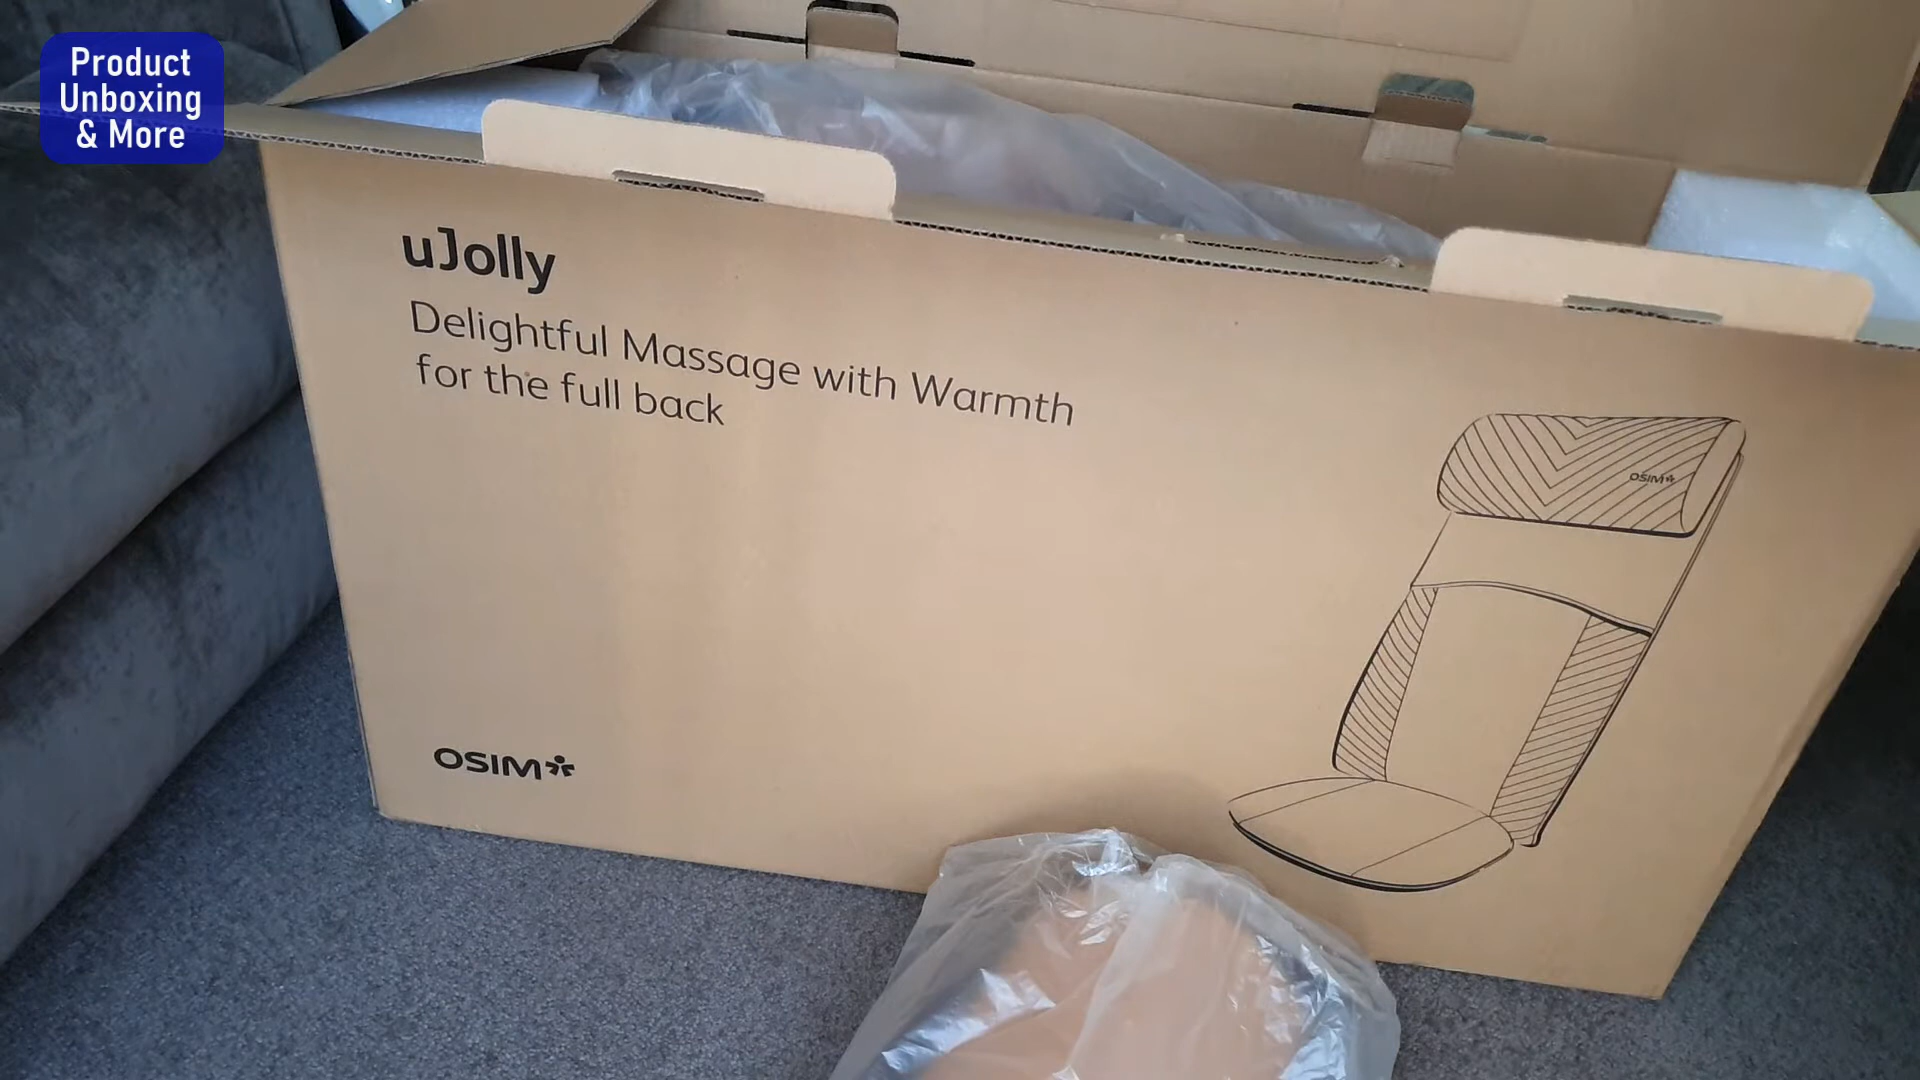 Product
Unboxing
& More
uJolly
Delightful Massage with Warmth
for the full back
OSIM
OSIM